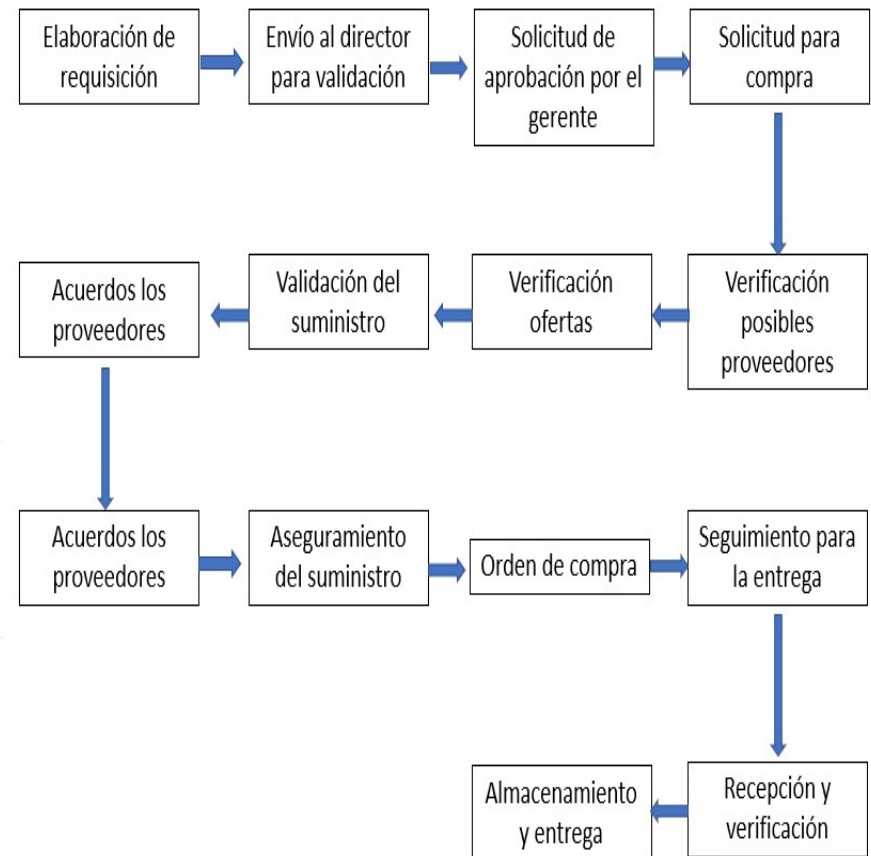 Elaboración de
requisición
Envío al director
para validación
Solicitud de
aprobación por el
gerente
Solicitud para
compra
Verificación
posibles
proveedores
Verificación
ofertas
Validación del
suministro
Acuerdos los
proveedores
Acuerdos los
proveedores
Aseguramiento
del suministro
Orden de compra
Seguimiento para
la entrega
Recepción y
verificación
Almacenamiento
y entrega